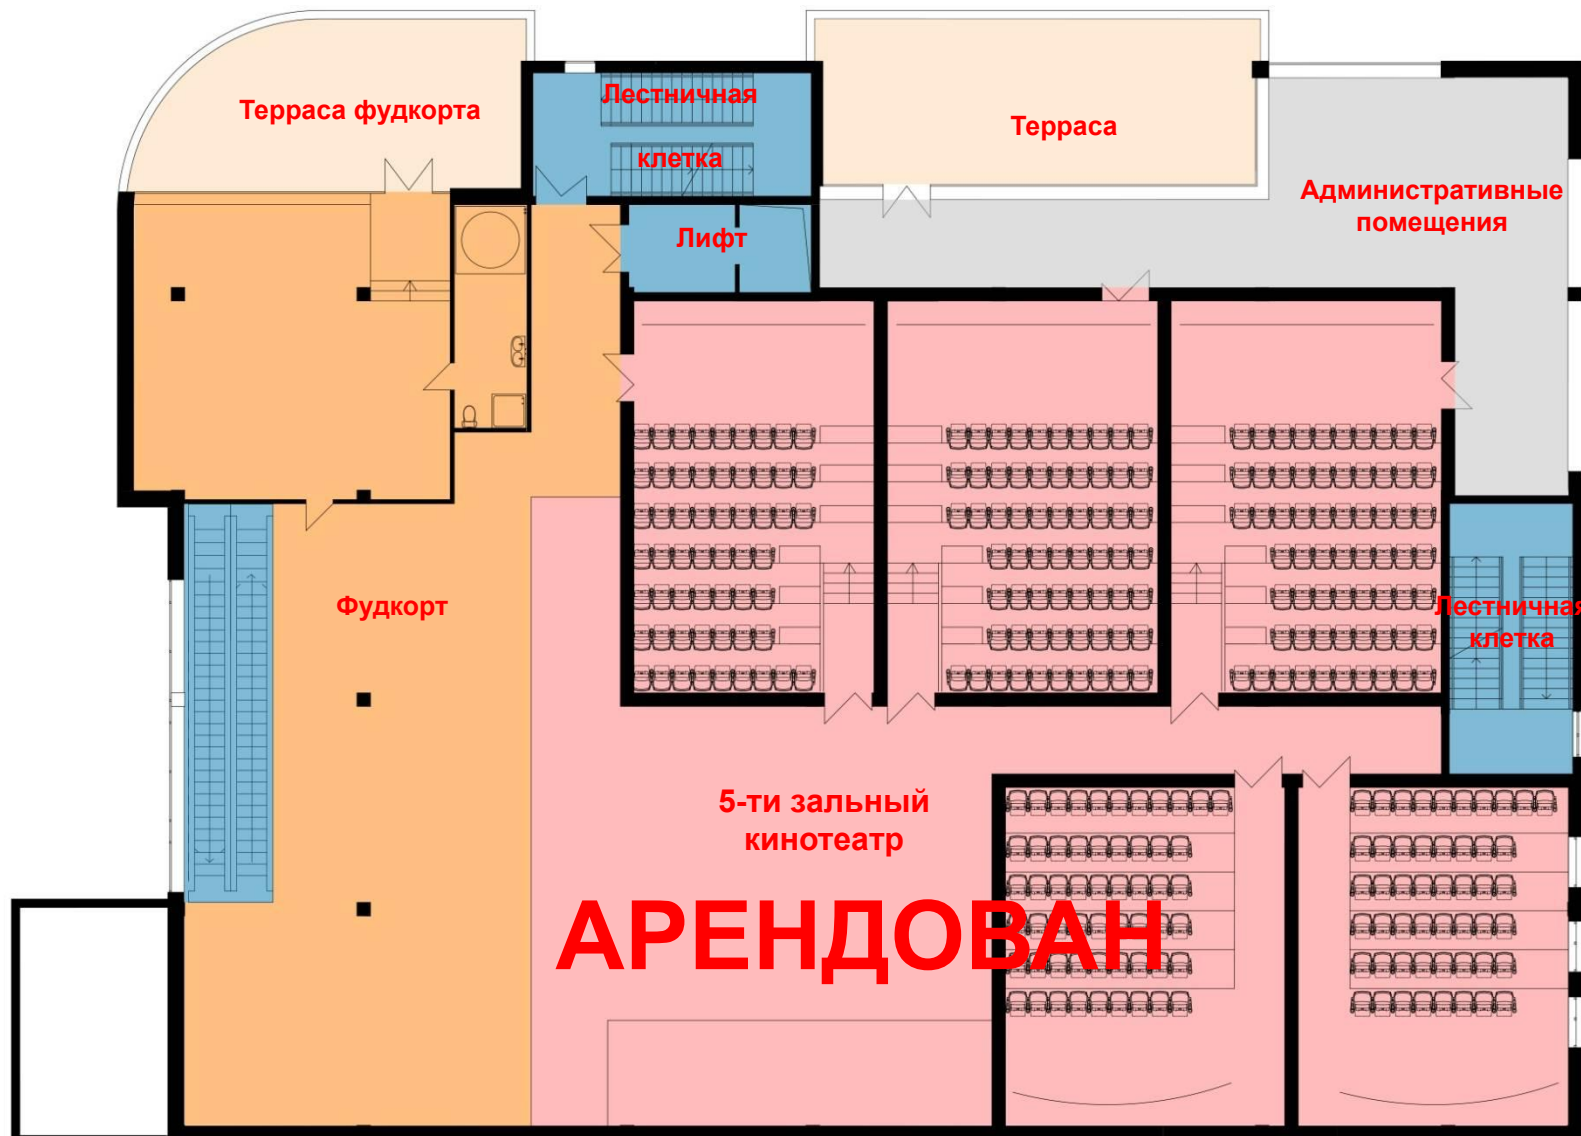 Терраса фудкорта
Лестничная
клетка
Терраса
Административные
помещения
Лифт
Фудкорт
Лестничная
клетка
5-ти зальный
кинотеатр
АРЕНДОВАН